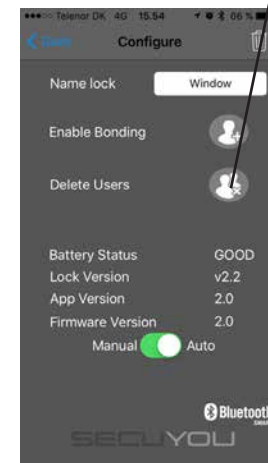 Telenor DK 4G 15.54 66 %
Configure
Name lock Window
Enable Bonding
Delete Users
Battery Status GOOD
Lock Version v2.2
App Version 2.0
Firmware Version 2.0
Manual Auto
Bluetooth
SECUYOU